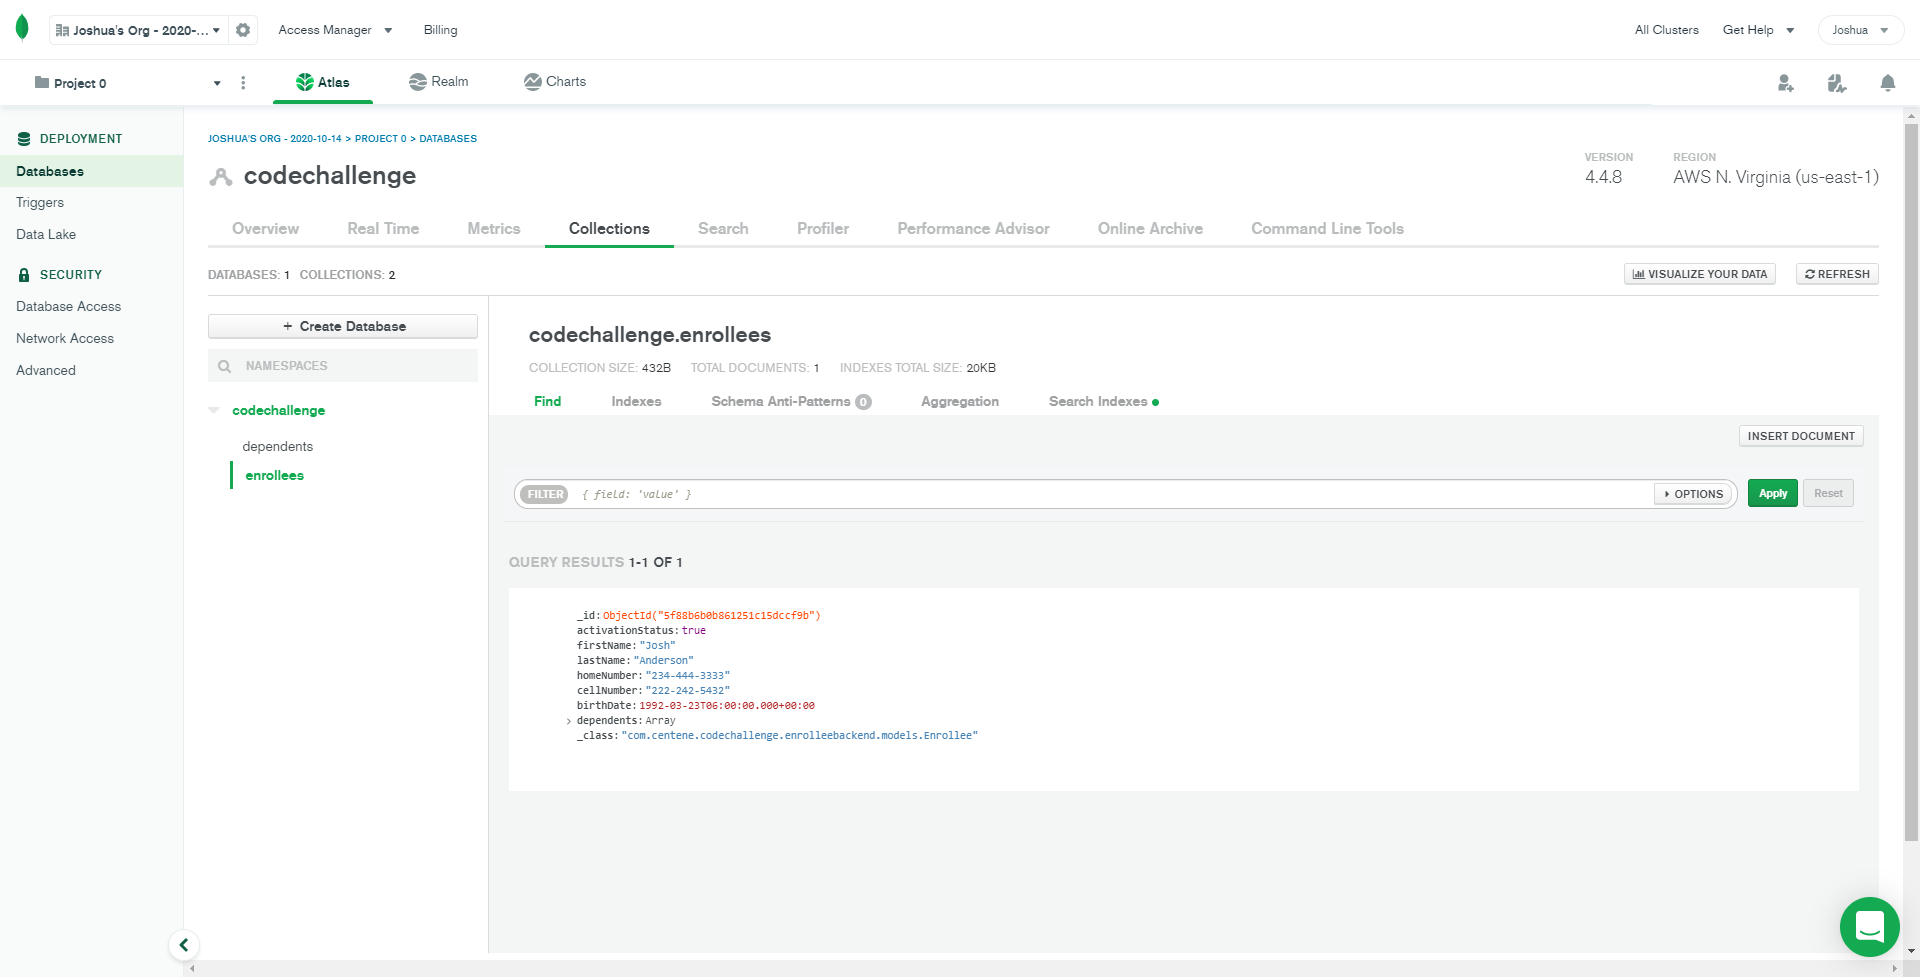 Joshua's Org - 2020-... Access Manager Billing All Clusters Get Help Joshua
Project 0 Atlas Realm Charts
DEPLOYMENT
Databases
Triggers
Data Lake
SECURITY
Database Access
Network Access
Advanced
JOSHUA'S ORG - 2020-10-14 > PROJECT 0 > DATABASES
codechallenge
VERSION REGION
4.4.8 AWS N. Virginia (us-east-1)
Overview Real Time Metrics Collections Search Profiler Performance Advisor Online Archive Command Line Tools
DATABASES: 1 COLLECTIONS: 2 VISUALIZE YOUR DATA REFRESH
+ Create Database
NAMESPACES
codechallenge
dependents
enrollees
codechallenge.enrollees
COLLECTION SIZE: 432B TOTAL DOCUMENTS: 1 INDEXES TOTAL SIZE: 20KB
Find Indexes Schema Anti-Patterns 0 Aggregation Search Indexes
INSERT DOCUMENT
FILTER { field: 'value' } OPTIONS Apply Reset
QUERY RESULTS 1-1 OF 1
_id: ObjectId("5f88b6b0b861251c15dccf9b")
activationStatus: true
firstName: "Josh"
lastName: "Anderson"
homeNumber: "234-444-3333"
cellNumber: "222-242-5432"
birthDate: 1992-03-23T06:00:00.000+00:00
dependents: Array
_class: "com.centene.codechallenge.enrolleebackend.models.Enrollee"